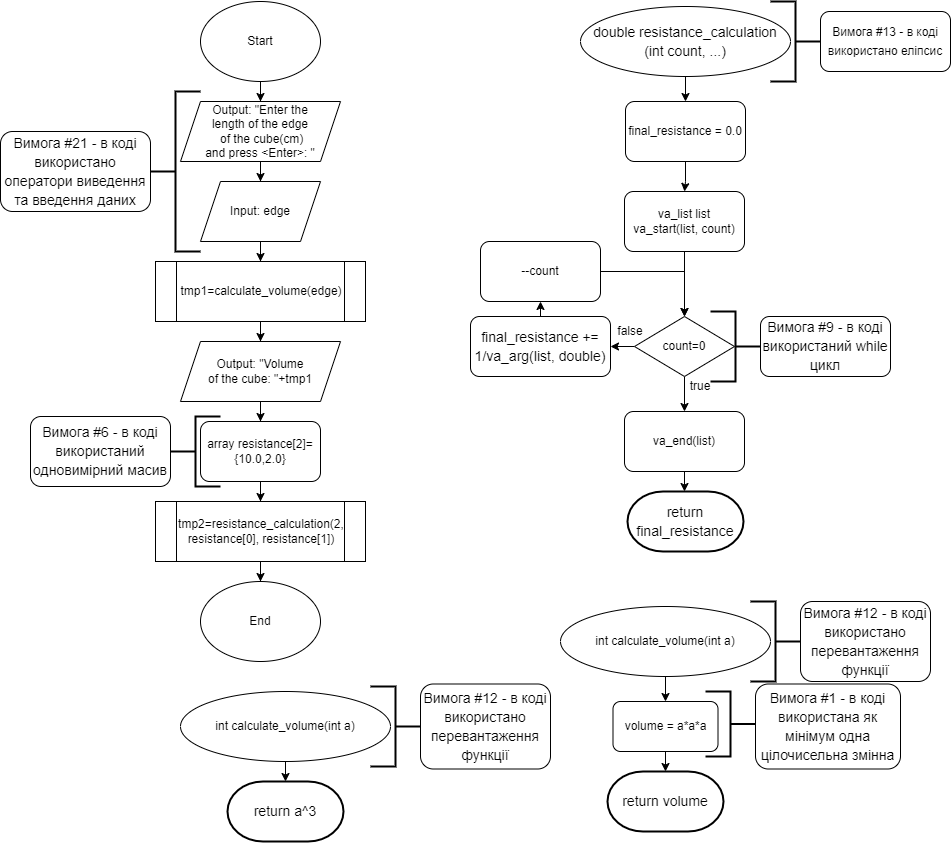 Start
Output: "Enter the
length of the edge
of the cube(cm)
and press <Enter>: "
Вимога #21 - в коді
використано
оператори виведення
та введення даних
Input: edge
tmp1=calculate_volume(edge)
Output: "Volume
of the cube: "+tmp1
Вимога #6 - в коді
використаний
одновимірний масив
array resistance[2]=
{10.0,2.0}
tmp2=resistance_calculation(2,
resistance[0], resistance[1])
End
double resistance_calculation
(int count, ...)
Вимога #13 - в коді
використано еліпсис
final_resistance = 0.0
va_list list
va_start(list, count)
--count
final_resistance +=
1/va_arg(list, double)
false
count=0
true
Вимога #9 - в коді
використаний while
цикл
va_end(list)
return
final_resistance
int calculate_volume(int a)
Вимога #12 - в коді
використано
перевантаження
функції
volume = a*a*a
Вимога #1 - в коді
використана як
мінімум одна
цілочисельна змінна
return volume
int calculate_volume(int a)
Вимога #12 - в коді
використано
перевантаження
функції
return a^3